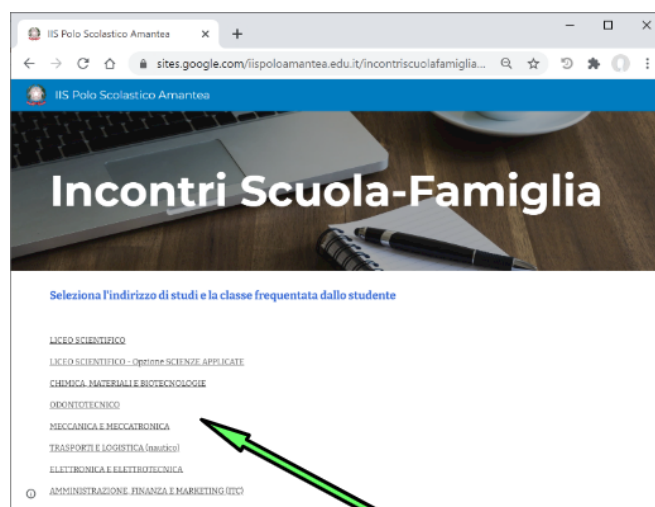 IIS Polo Scolastico Amantea
sites.google.com/iispoloamantea.edu.it/incontriscuolafamiglia...
IIS Polo Scolastico Amantea
Incontri Scuola-Famiglia
Seleziona l'indirizzo di studi e la classe frequentata dallo studente
LICEO SCIENTIFICO
LICEO SCIENTIFICO - Opzione SCIENZE APPLICATE
CHIMICA, MATERIALI E BIOTECNOLOGIE
ODONTOTECNICO
MECCANICA E MECCATRONICA
TRASPORTI E LOGISTICA (nautico)
ELETTRONICA E ELETTROTECNICA
AMMINISTRAZIONE, FINANZA E MARKETING (ITC)